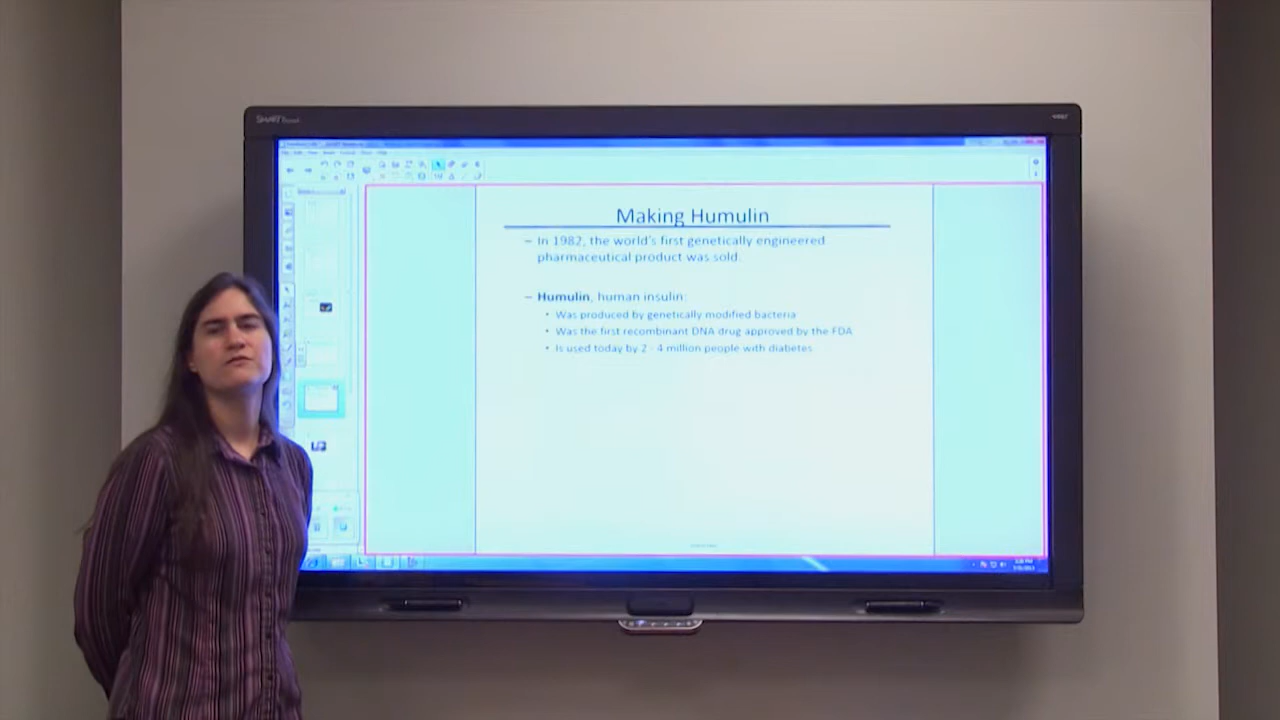 SMART Board
Making Humulin
– In 1982, the world's first genetically engineered
pharmaceutical product was sold.
– Humulin, human insulin:
• Was produced by genetically modified bacteria
• Was the first recombinant DNA drug approved by the FDA
• Is used today by 2 - 4 million people with diabetes